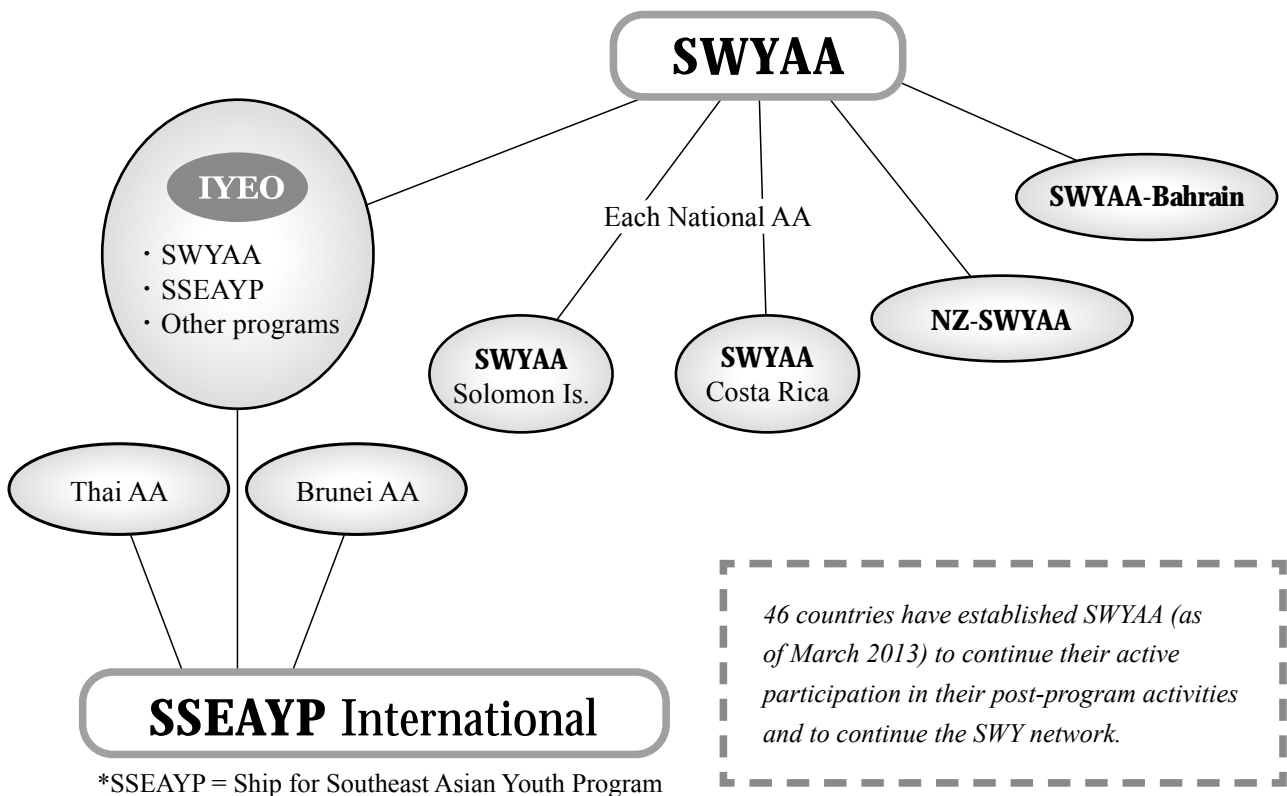 SWYAA
IYEO
・SWYAA
・SSEAYP
・Other programs
Each National AA
SWYAA-Bahrain
NZ-SWYAA
SWYAA
Solomon Is.
SWYAA
Costa Rica
Thai AA
Brunei AA
SSEAYP International
*SSEAYP = Ship for Southeast Asian Youth Program
46 countries have established SWYAA (as
of March 2013) to continue their active
participation in their post-program activities
and to continue the SWY network.